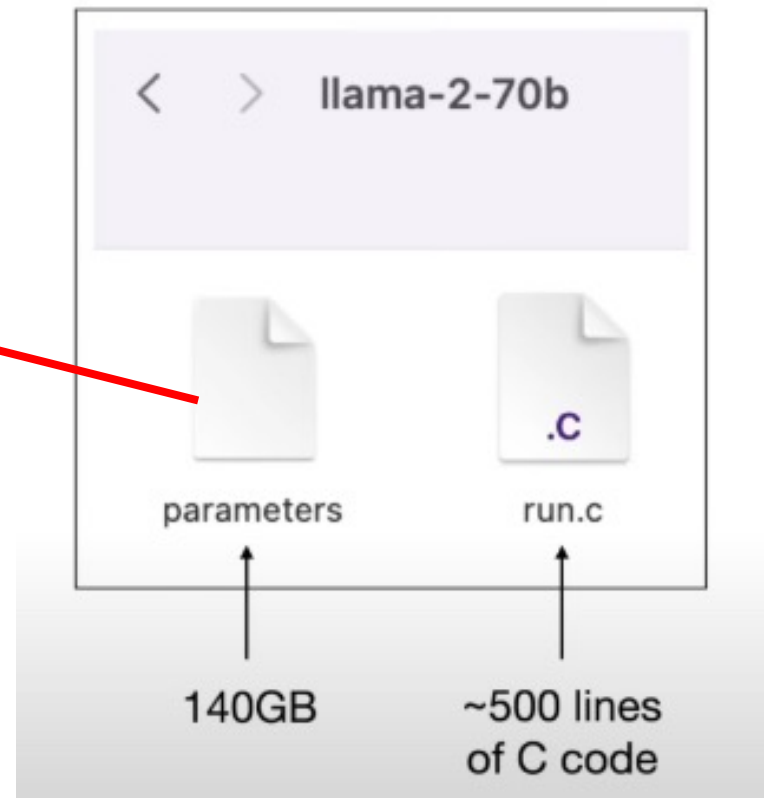 < > llama-2-70b
.C
parameters run.c
140GB ~500 lines
of C code